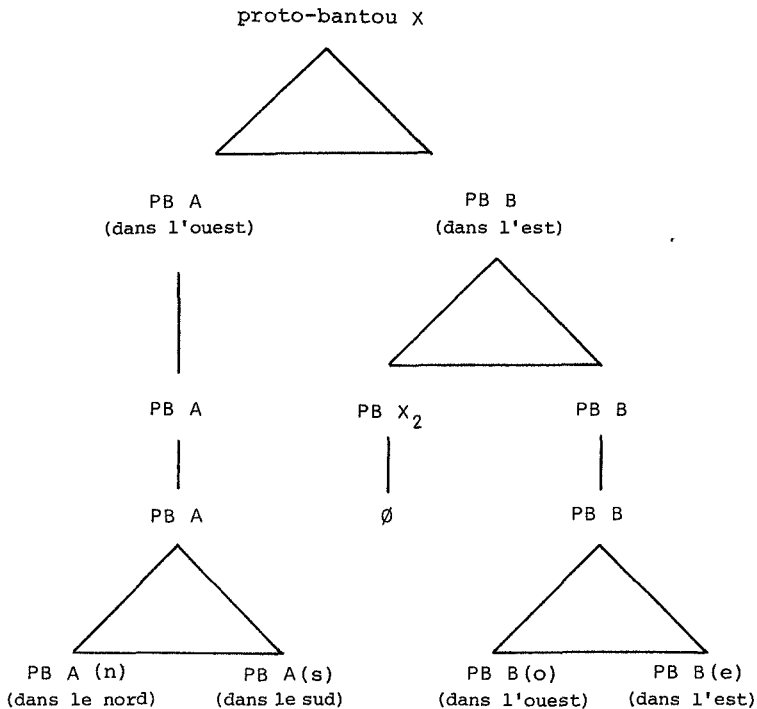 proto-bantou X
PB A PB B
(dans l'ouest) (dans l'est)
PB A PB X₂ PB B
PB A ∅ PB B
PB A (n) PB A(s) PB B(o) PB B(e)
(dans le nord) (dans le sud) (dans l'ouest) (dans l'est)